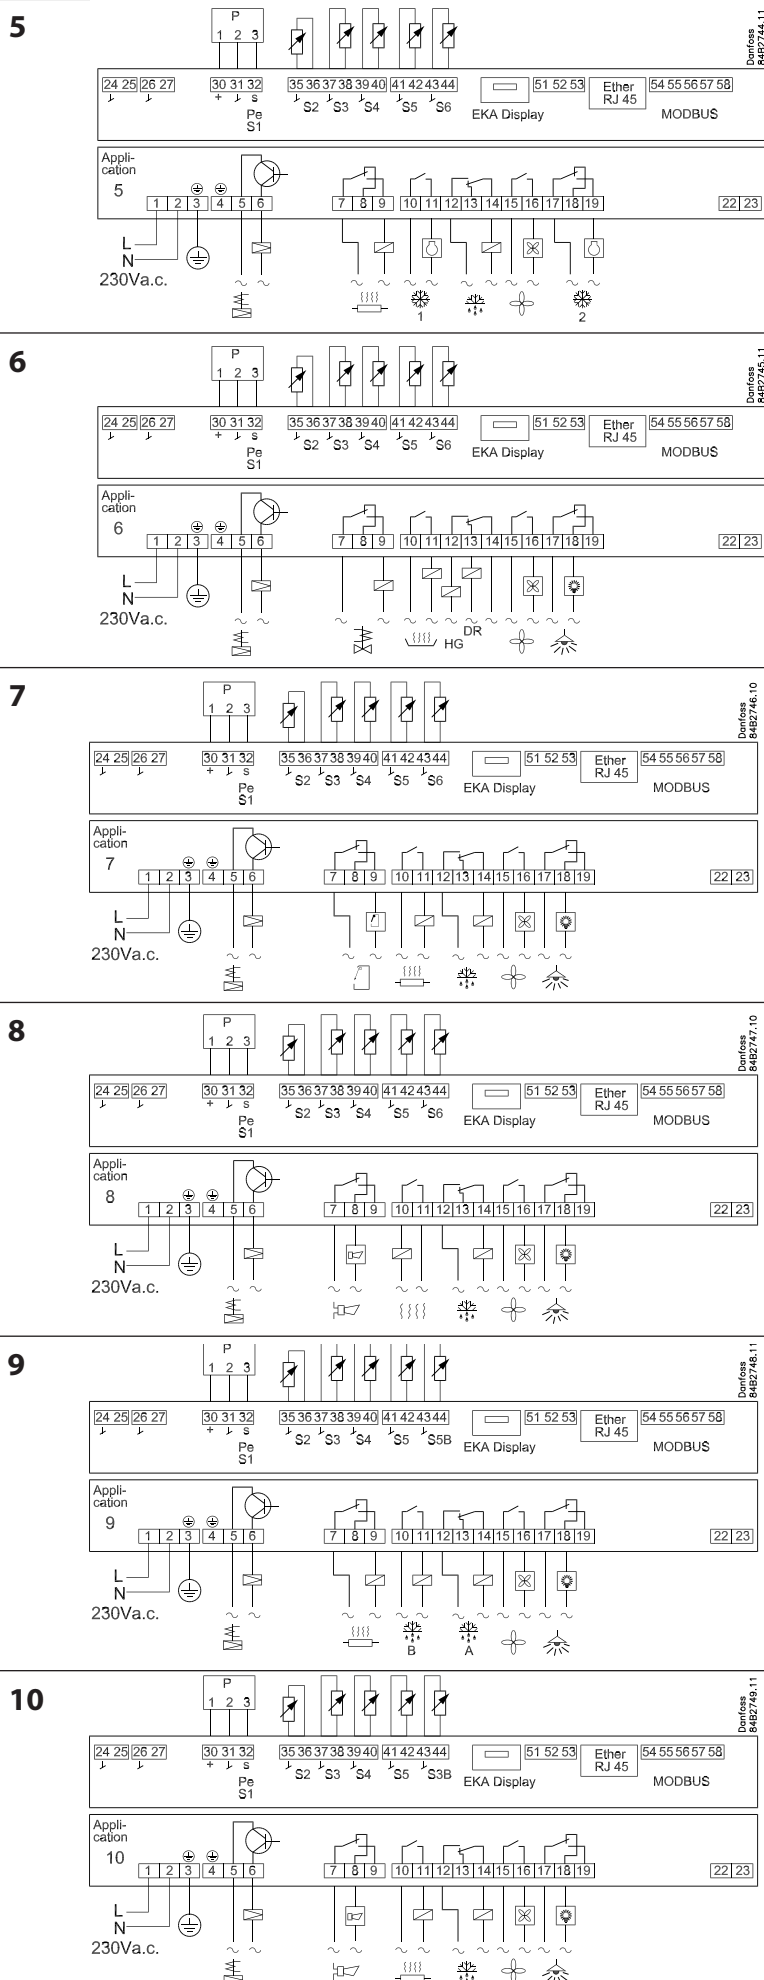 5
P
1 2 3
Danfoss
84B2744.11
24 25 26 27 30 31 32 35 36 37 38 39 40 41 42 43 44 51 52 53 Ether 54 55 56 57 58
RJ 45
+ s S2 S3 S4 S5 S6
Pe EKA Display MODBUS
S1
Appli-
cation
5
1 2 3 4 5 6 7 8 9 10 11 12 13 14 15 16 17 18 19 22 23
L
N
230Va.c.
1 2
6
P
1 2 3
Danfoss
84B2745.11
24 25 26 27 30 31 32 35 36 37 38 39 40 41 42 43 44 51 52 53 Ether 54 55 56 57 58
RJ 45
+ s S2 S3 S4 S5 S6
Pe EKA Display MODBUS
S1
Appli-
cation
6
1 2 3 4 5 6 7 8 9 10 11 12 13 14 15 16 17 18 19 22 23
L
N
230Va.c.
DR
HG
7
P
1 2 3
Danfoss
84B2746.10
24 25 26 27 30 31 32 35 36 37 38 39 40 41 42 43 44 51 52 53 Ether 54 55 56 57 58
RJ 45
+ s S2 S3 S4 S5 S6
Pe EKA Display MODBUS
S1
Appli-
cation
7
1 2 3 4 5 6 7 8 9 10 11 12 13 14 15 16 17 18 19 22 23
L
N
230Va.c.
8
P
1 2 3
Danfoss
84B2747.10
24 25 26 27 30 31 32 35 36 37 38 39 40 41 42 43 44 51 52 53 Ether 54 55 56 57 58
RJ 45
+ s S2 S3 S4 S5 S6
Pe EKA Display MODBUS
S1
Appli-
cation
8
1 2 3 4 5 6 7 8 9 10 11 12 13 14 15 16 17 18 19 22 23
L
N
230Va.c.
9
P
1 2 3
Danfoss
84B2748.11
24 25 26 27 30 31 32 35 36 37 38 39 40 41 42 43 44 51 52 53 Ether 54 55 56 57 58
RJ 45
+ s S2 S3 S4 S5 S5B
Pe EKA Display MODBUS
S1
Appli-
cation
9
1 2 3 4 5 6 7 8 9 10 11 12 13 14 15 16 17 18 19 22 23
L
N
230Va.c.
B A
10
P
1 2 3
Danfoss
84B2749.11
24 25 26 27 30 31 32 35 36 37 38 39 40 41 42 43 44 51 52 53 Ether 54 55 56 57 58
RJ 45
+ s S2 S3 S4 S5 S3B
Pe EKA Display MODBUS
S1
Appli-
cation
10
1 2 3 4 5 6 7 8 9 10 11 12 13 14 15 16 17 18 19 22 23
L
N
230Va.c.